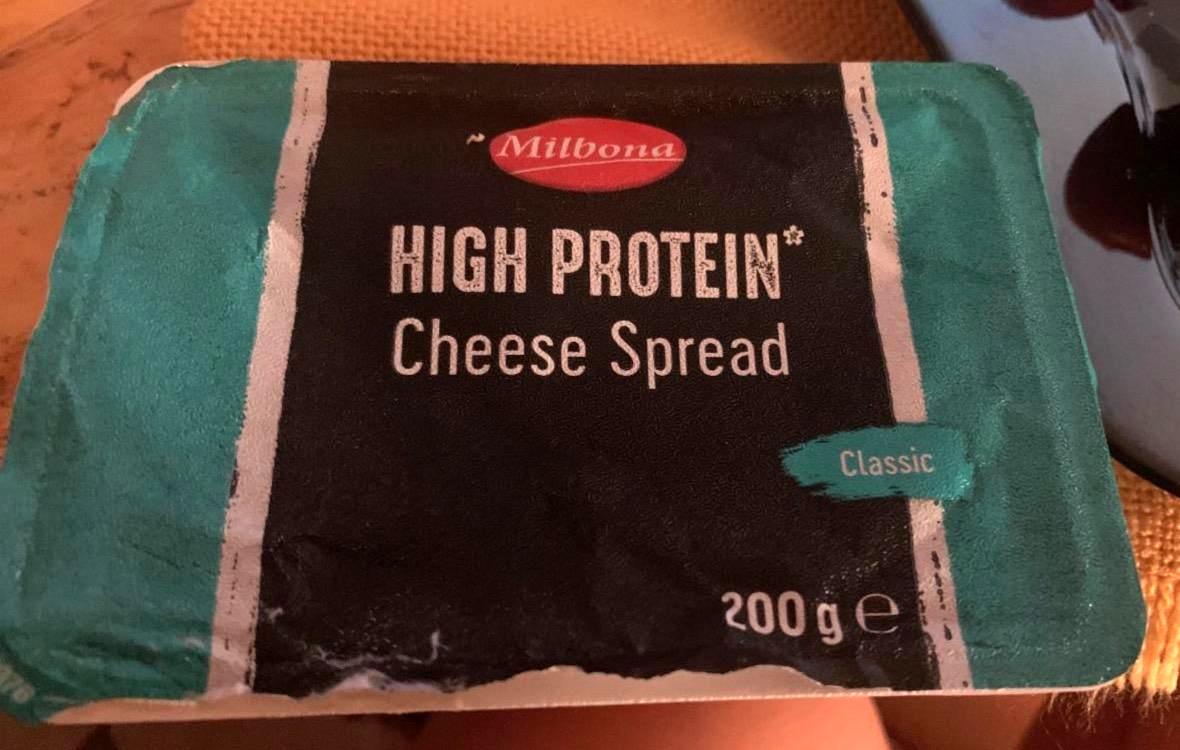 Milbona
HIGH PROTEIN*
Cheese Spread
Classic
200 g ℮